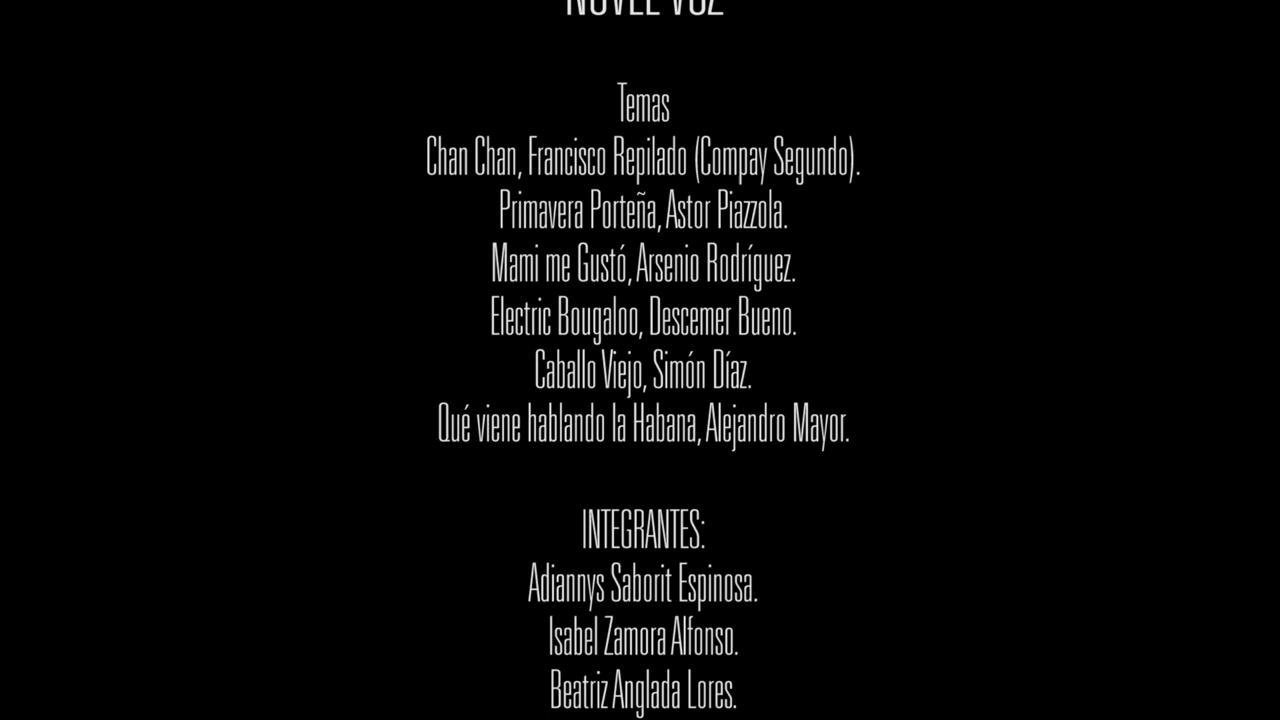 NOVEL VOZ
Temas
Chan Chan, Francisco Repilado (Compay Segundo).
Primavera Porteña, Astor Piazzola.
Mami me Gustó, Arsenio Rodríguez.
Electric Bougaloo, Descemer Bueno.
Caballo Viejo, Simón Díaz.
Qué viene hablando la Habana, Alejandro Mayor.
INTEGRANTES:
Adiannys Saborit Espinosa.
Isabel Zamora Alfonso.
Beatriz Anglada Lores.